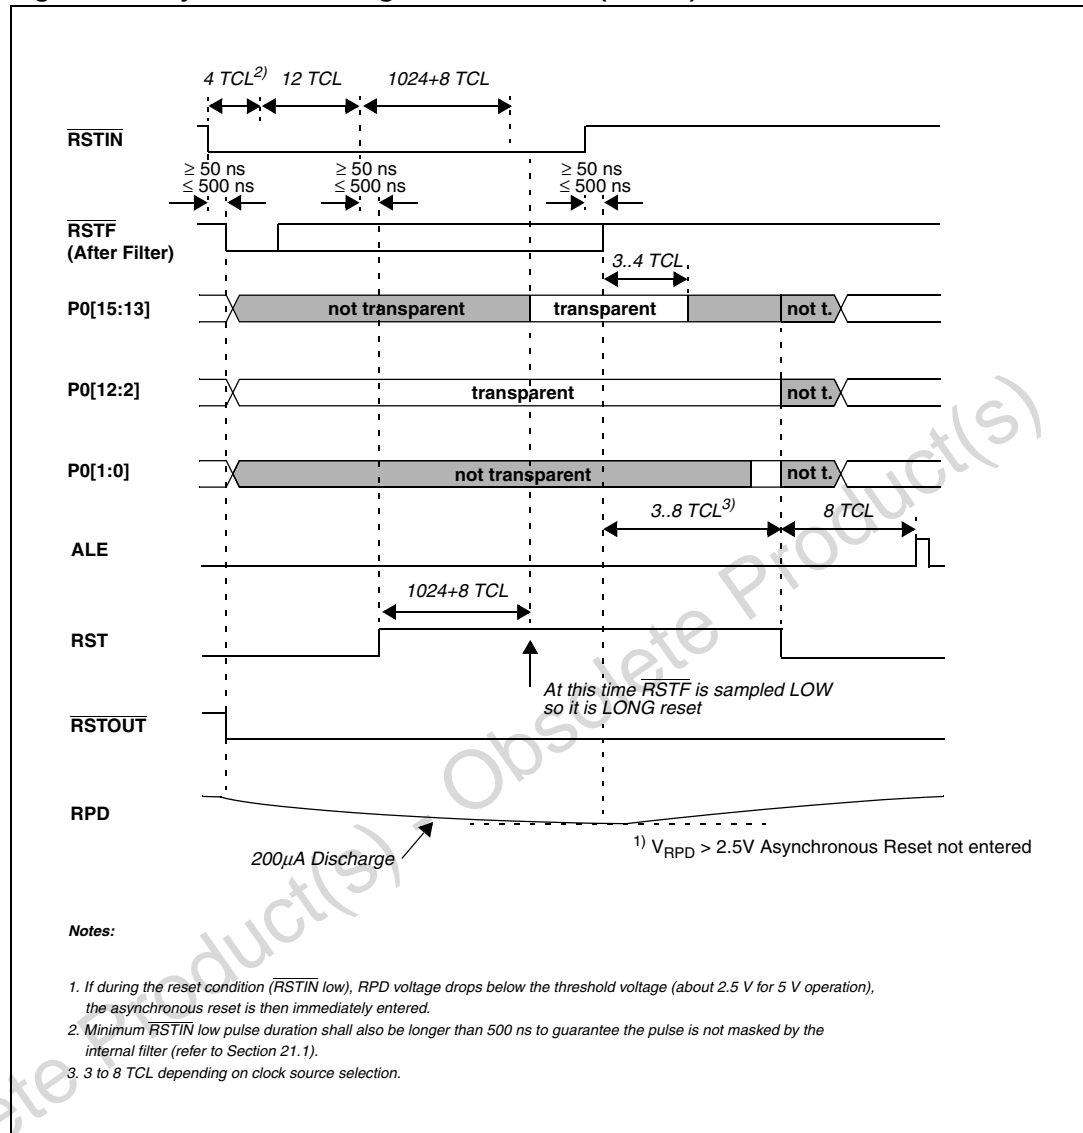 4 TCL2) 12 TCL 1024+8 TCL
RSTIN
≥ 50 ns ≥ 50 ns ≥ 50 ns
≤ 500 ns ≤ 500 ns ≤ 500 ns
RSTF
(After Filter)
3..4 TCL
P0[15:13] not transparent transparent not t.
P0[12:2] transparent not t.
P0[1:0] not transparent not t.
3..8 TCL3) 8 TCL
ALE
1024+8 TCL
RST
At this time RSTF is sampled LOW
so it is LONG reset
RSTOUT
RPD
200μA Discharge
1) VRPD > 2.5V Asynchronous Reset not entered
Notes:
1. If during the reset condition (RSTIN low), RPD voltage drops below the threshold voltage (about 2.5 V for 5 V operation),
the asynchronous reset is then immediately entered.
2. Minimum RSTIN low pulse duration shall also be longer than 500 ns to guarantee the pulse is not masked by the
internal filter (refer to Section 21.1).
3. 3 to 8 TCL depending on clock source selection.
ete Product(s) - Obsolete Product(s)